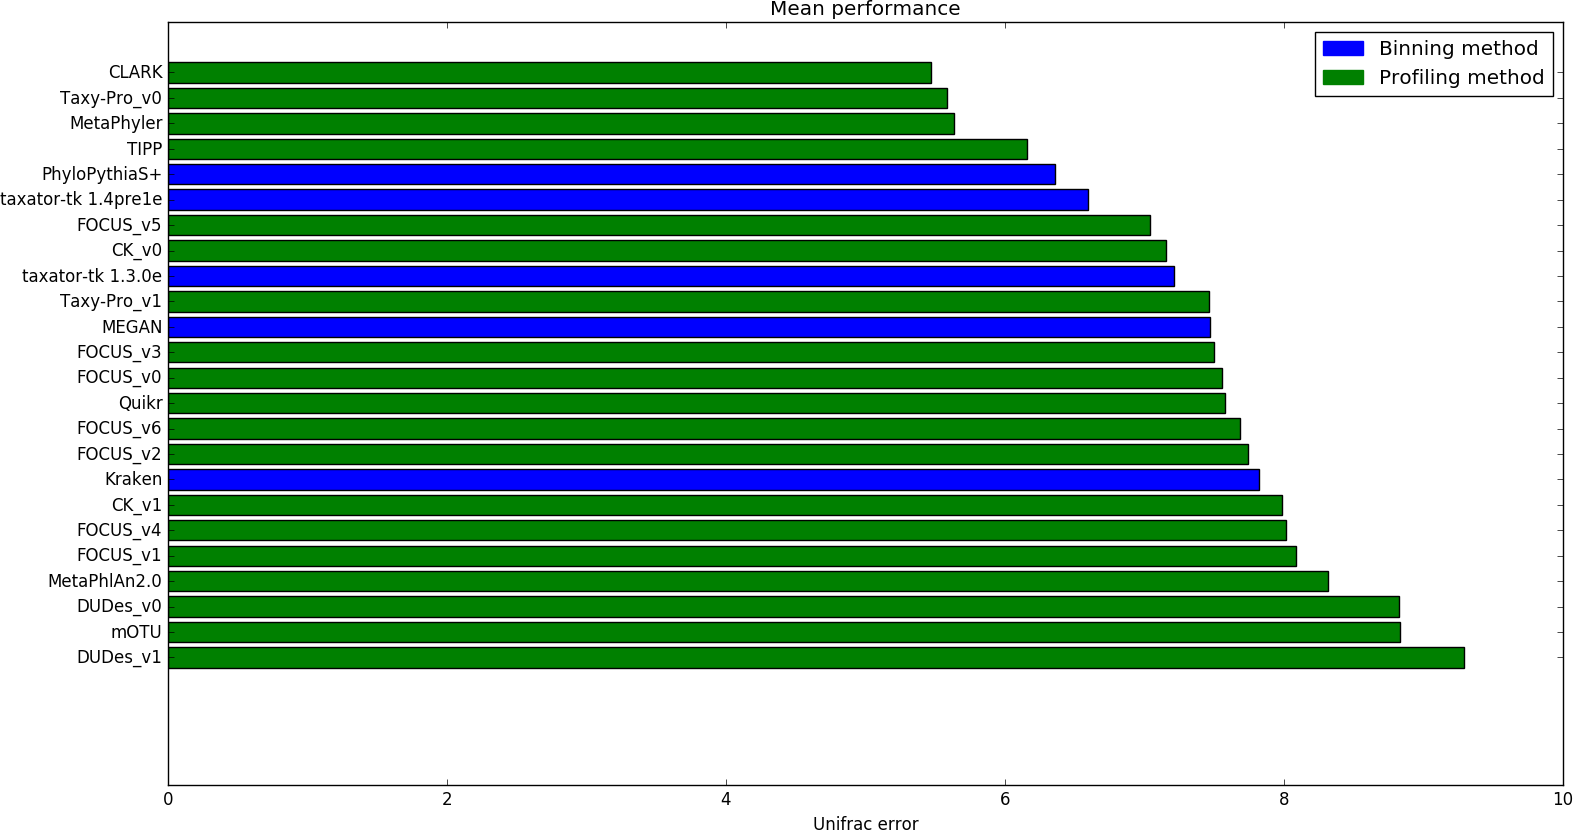 Mean performance
Binning method
Profiling method
CLARK
Taxy-Pro_v0
MetaPhyler
TIPP
PhyloPythiaS+
taxator-tk 1.4pre1e
FOCUS_v5
CK_v0
taxator-tk 1.3.0e
Taxy-Pro_v1
MEGAN
FOCUS_v3
FOCUS_v0
Quikr
FOCUS_v6
FOCUS_v2
Kraken
CK_v1
FOCUS_v4
FOCUS_v1
MetaPhlAn2.0
DUDes_v0
mOTU
DUDes_v1
0 2 4 6 8 10
Unifrac error